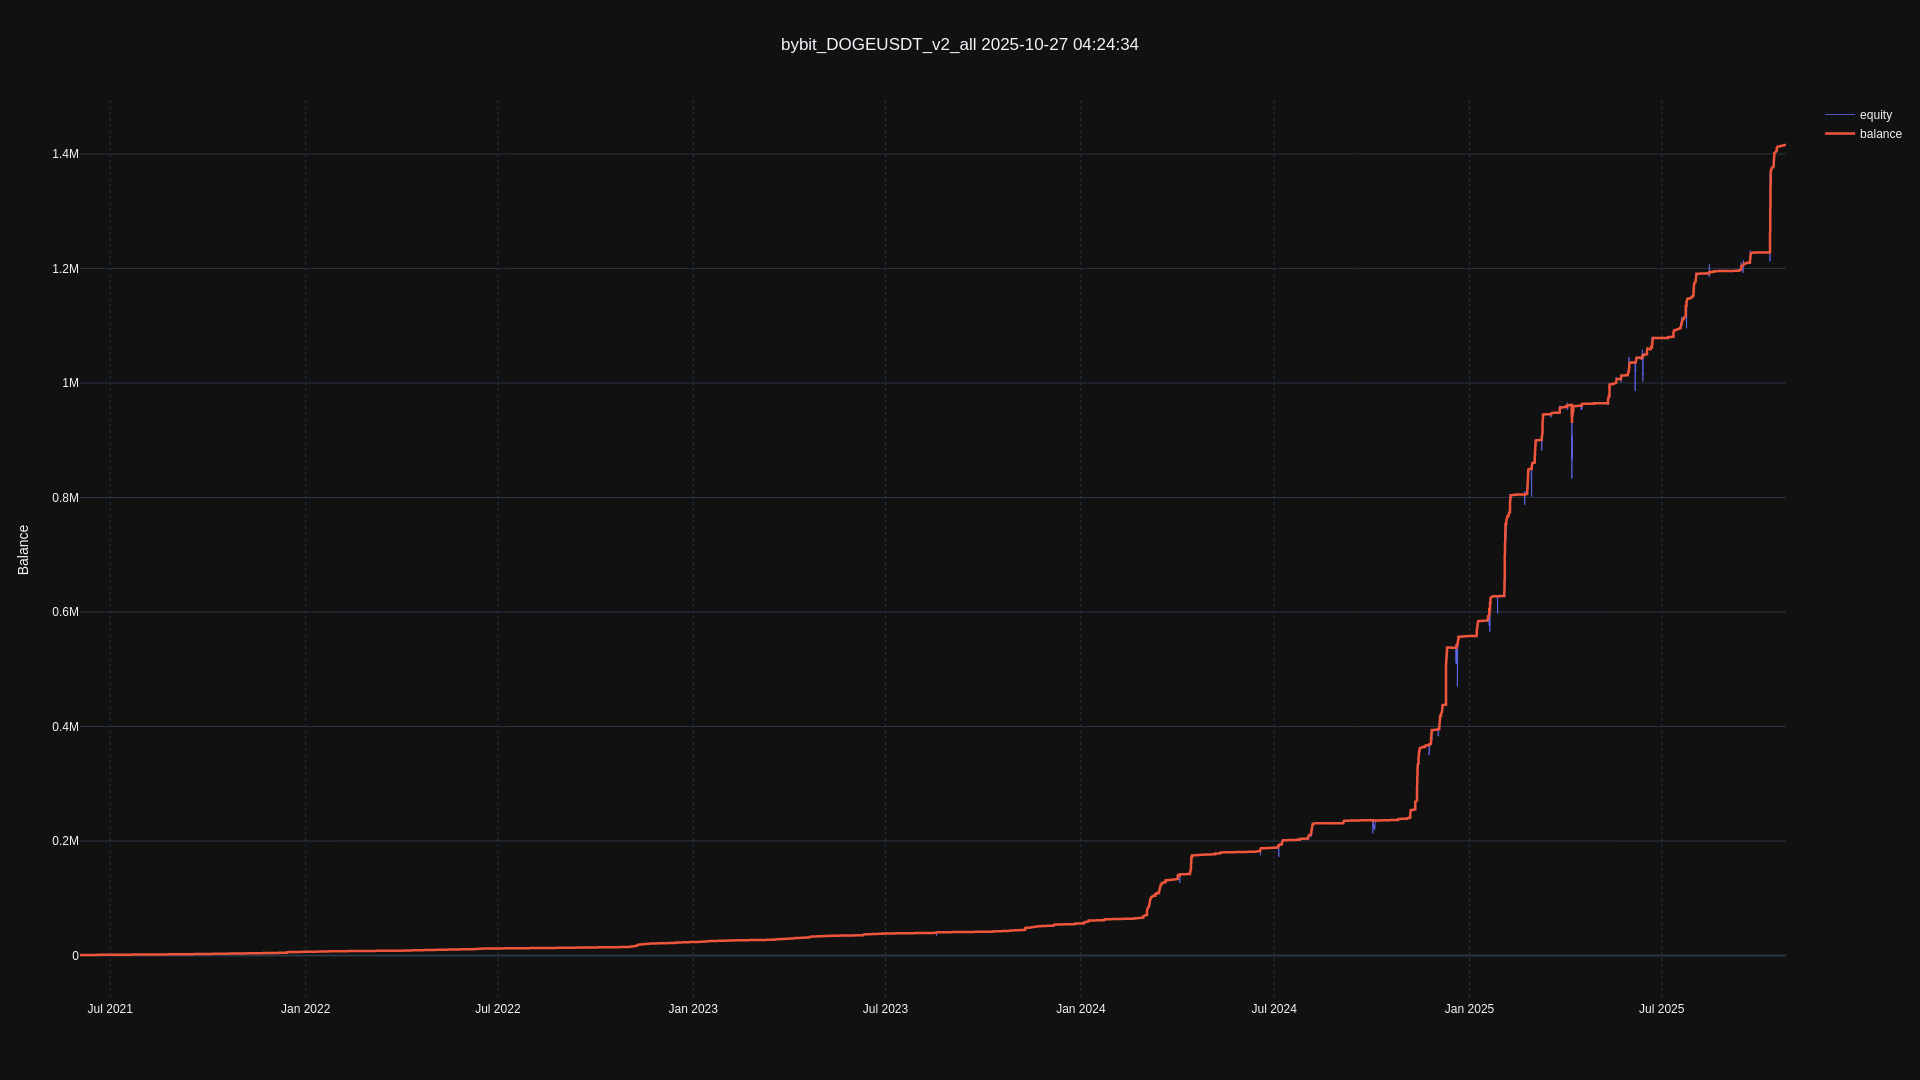 bybit_DOGEUSDT_v2_all 2025-10-27 04:24:34
equity
balance
1.4M
1.2M
1M
0.8M
0.6M
0.4M
0.2M
0
Balance
Jul 2021
Jan 2022
Jul 2022
Jan 2023
Jul 2023
Jan 2024
Jul 2024
Jan 2025
Jul 2025